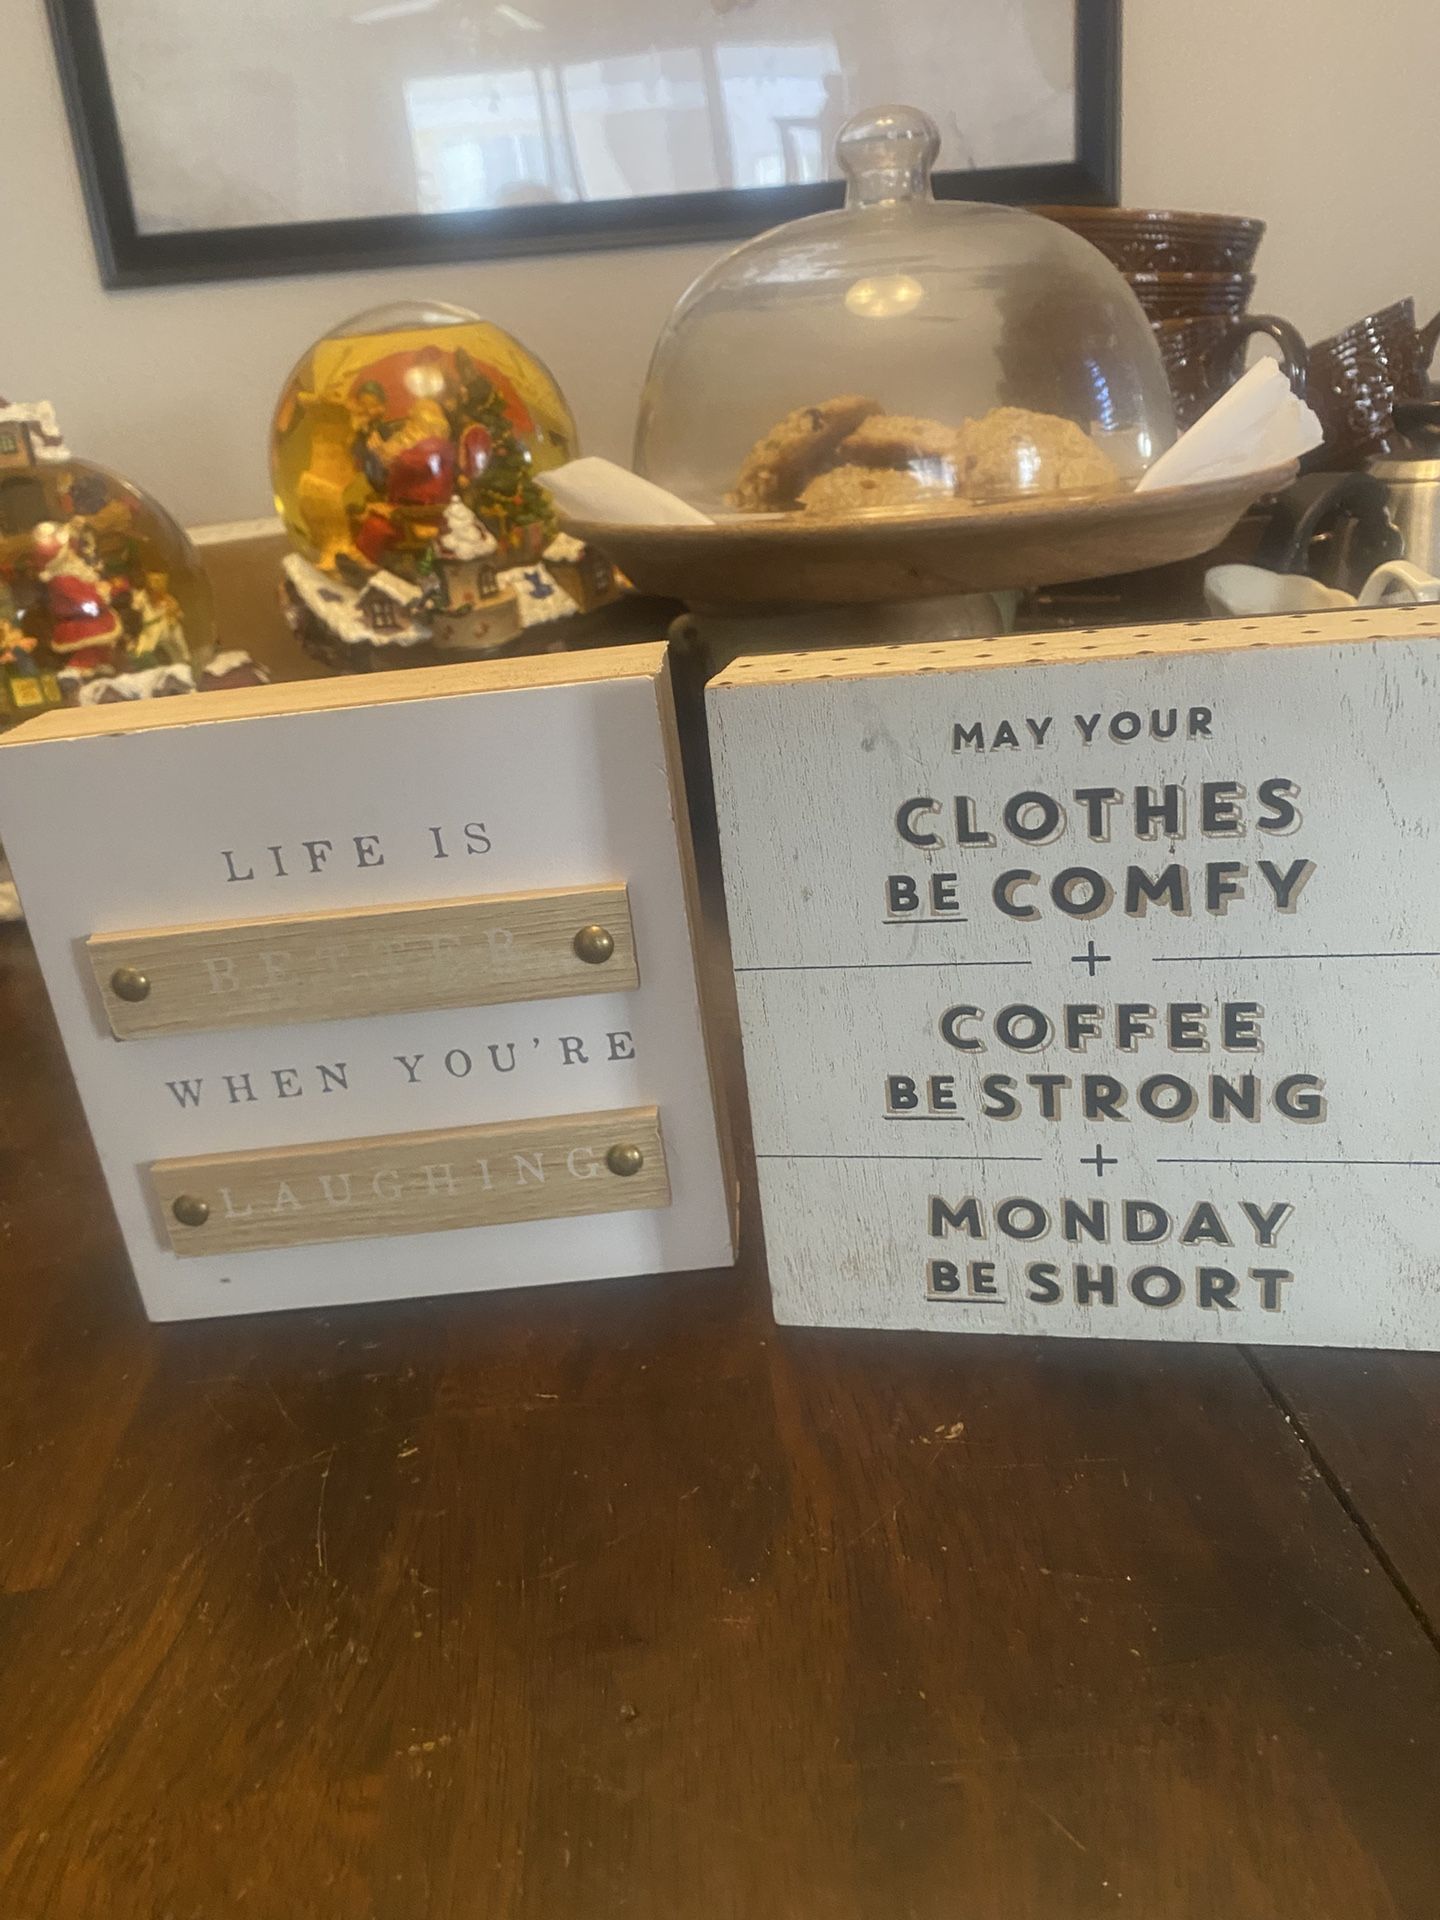 LIFE IS
BETTER
WHEN YOU'RE
LAUGHING
MAY YOUR
CLOTHES
BE COMFY
+
COFFEE
BE STRONG
+
MONDAY
BE SHORT